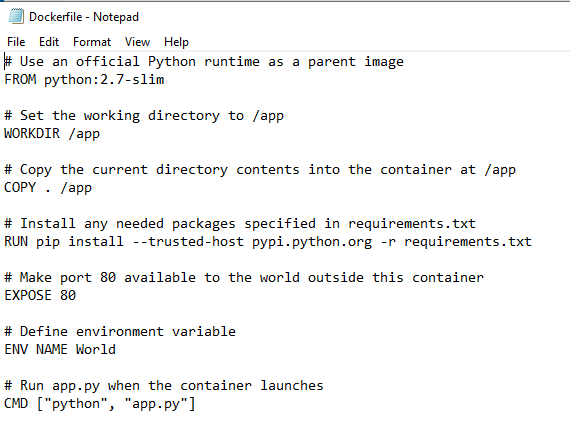 Dockerfile - Notepad
File Edit Format View Help
# Use an official Python runtime as a parent image
FROM python:2.7-slim
# Set the working directory to /app
WORKDIR /app
# Copy the current directory contents into the container at /app
COPY . /app
# Install any needed packages specified in requirements.txt
RUN pip install --trusted-host pypi.python.org -r requirements.txt
# Make port 80 available to the world outside this container
EXPOSE 80
# Define environment variable
ENV NAME World
# Run app.py when the container launches
CMD ["python", "app.py"]